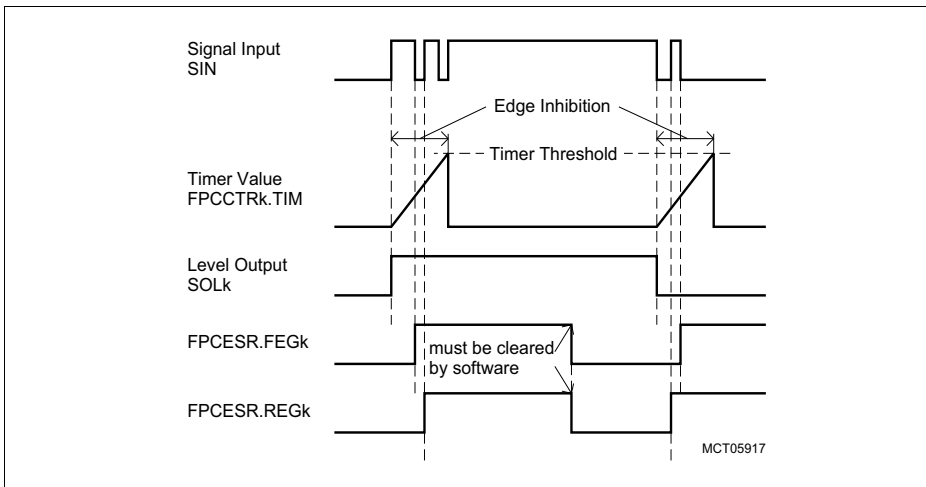 Signal Input
SIN
Edge Inhibition
Timer Threshold
Timer Value
FPCCTRk.TIM
Level Output
SOLk
FPCESR.FEGk
must be cleared
by software
FPCESR.REGk
MCT05917